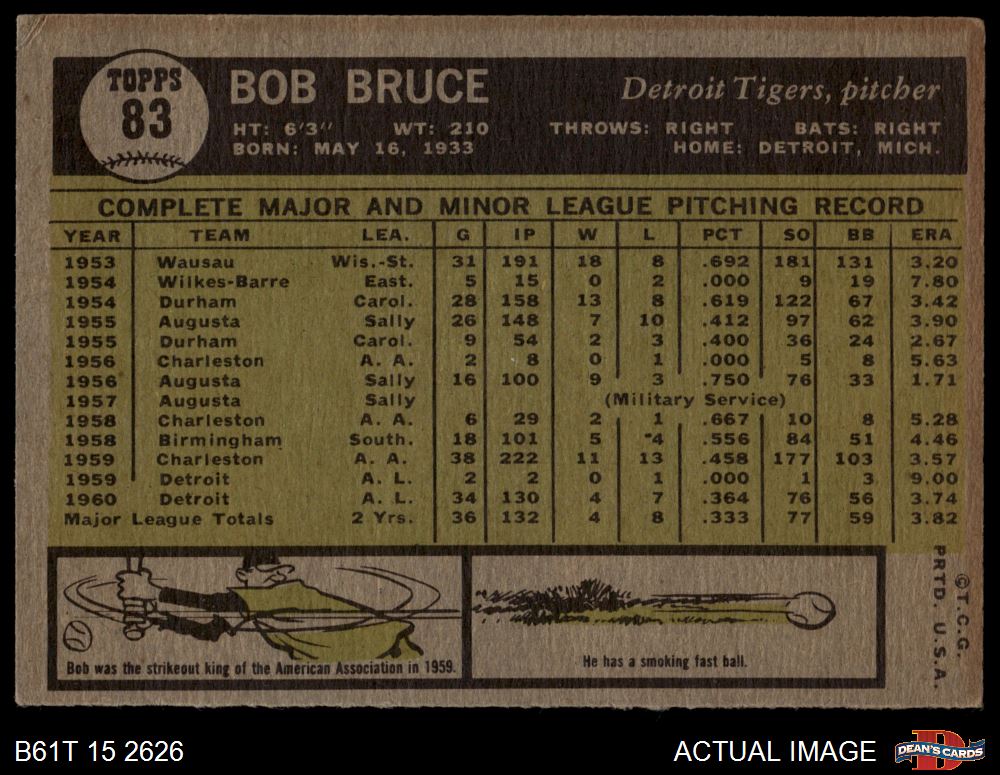 TOPPS
83
BOB BRUCE
Detroit Tigers, pitcher
HT: 6'3" WT: 210 THROWS: RIGHT BATS: RIGHT
BORN: MAY 16, 1933 HOME: DETROIT, MICH.
COMPLETE MAJOR AND MINOR LEAGUE PITCHING RECORD
YEAR TEAM LEA. G IP W L PCT SO BB ERA
1953 Wausau Wis.-St. 31 191 18 8 .692 181 131 3.20
1954 Wilkes-Barre East. 5 15 0 2 .000 9 19 7.80
1954 Durham Carol. 28 158 13 8 .619 122 67 3.42
1955 Augusta Sally 26 148 7 10 .412 97 62 3.90
1955 Durham Carol. 9 54 2 3 .400 36 24 2.67
1956 Charleston A. A. 2 8 0 1 .000 5 8 5.63
1956 Augusta Sally 16 100 9 3 .750 76 33 1.71
1957 Augusta Sally (Military Service)
1958 Charleston A. A. 6 29 2 1 .667 10 8 5.28
1958 Birmingham South. 18 101 5 4 .556 84 51 4.46
1959 Charleston A. A. 38 222 11 13 .458 177 103 3.57
1959 Detroit A. L. 2 2 0 1 .000 1 3 9.00
1960 Detroit A. L. 34 130 4 7 .364 76 56 3.74
Major League Totals 2 Yrs. 36 132 4 8 .333 77 59 3.82
Bob was the strikeout king of the American Association in 1959.
He has a smoking fast ball.
©T.C.G.
PRTD. U.S.A.
B61T 15 2626
ACTUAL IMAGE
DEAN'S CARDS